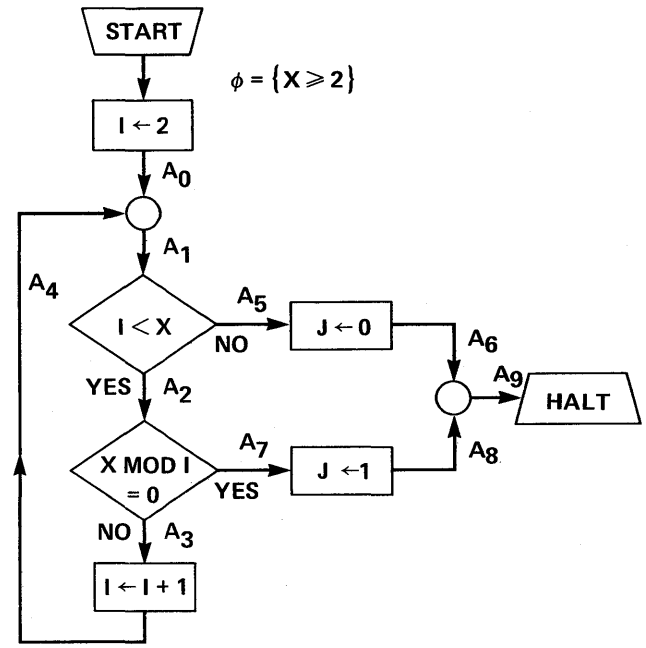 START
φ = {X ⩾ 2}
I ← 2
A0
A1
A4
I < X
A5
NO
J ← 0
A6
A9
HALT
YES
A2
X MOD I
= 0
A7
YES
J ← 1
A8
NO
A3
I ← I + 1